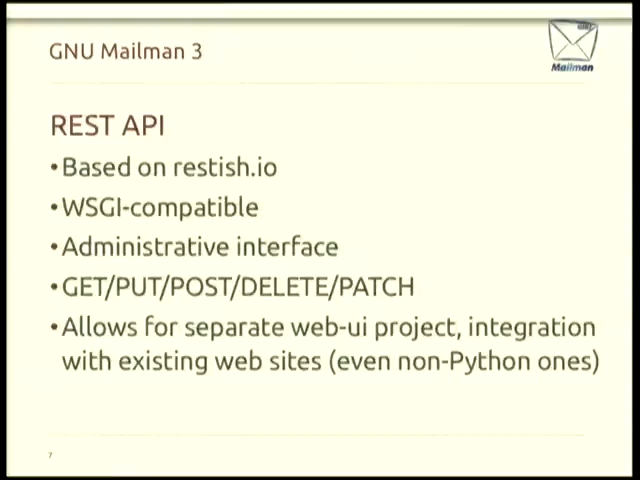 GNU Mailman 3
Mailman
REST API
•Based on restish.io
•WSGI-compatible
•Administrative interface
•GET/PUT/POST/DELETE/PATCH
•Allows for separate web-ui project, integration
with existing web sites (even non-Python ones)
7